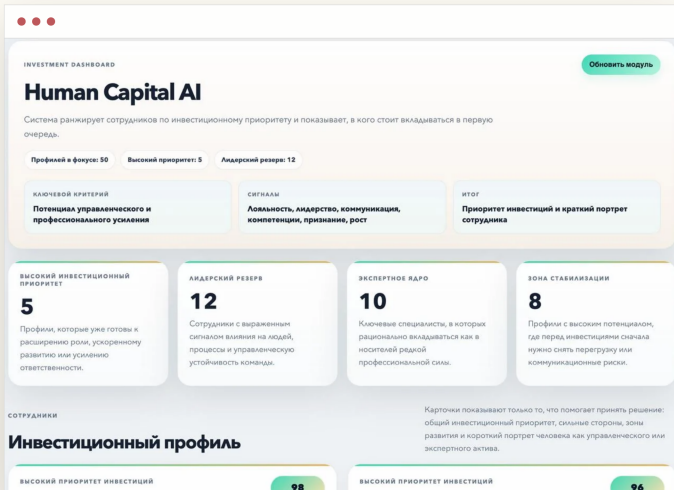 INVESTMENT DASHBOARD
Обновить модуль
Human Capital AI
Система ранжирует сотрудников по инвестиционному приоритету и показывает, в кого стоит вкладываться в первую
очередь.
Профилей в фокусе: 50
Высокий приоритет: 5
Лидерский резерв: 12
КЛЮЧЕВОЙ КРИТЕРИЙ
Потенциал управленческого и
профессионального усиления
СИГНАЛЫ
Лояльность, лидерство, коммуникация,
компетенции, признание, рост
ИТОГ
Приоритет инвестиций и краткий портрет
сотрудника
ВЫСОКИЙ ИНВЕСТИЦИОННЫЙ
ПРИОРИТЕТ
5
Профили, которые уже готовы к
расширению роли, ускоренному
развитию или усилению
ответственности.
ЛИДЕРСКИЙ РЕЗЕРВ
12
Сотрудники с выраженным
сигналом влияния на людей,
процессы и управленческую
устойчивость команды.
ЭКСПЕРТНОЕ ЯДРО
10
Ключевые специалисты, в которых
рационально вкладываться как в
носителей редкой
профессиональной силы.
ЗОНА СТАБИЛИЗАЦИИ
8
Профили с высоким потенциалом,
где перед инвестициями сначала
нужно снять перегрузку или
коммуникационные риски.
СОТРУДНИКИ
Инвестиционный профиль
Карточки показывают только то, что помогает принять решение:
общий инвестиционный приоритет, сильные стороны, зоны
развития и короткий портрет человека как управленческого или
экспертного актива.
ВЫСОКИЙ ПРИОРИТЕТ ИНВЕСТИЦИЙ
98
ВЫСОКИЙ ПРИОРИТЕТ ИНВЕСТИЦИЙ
96